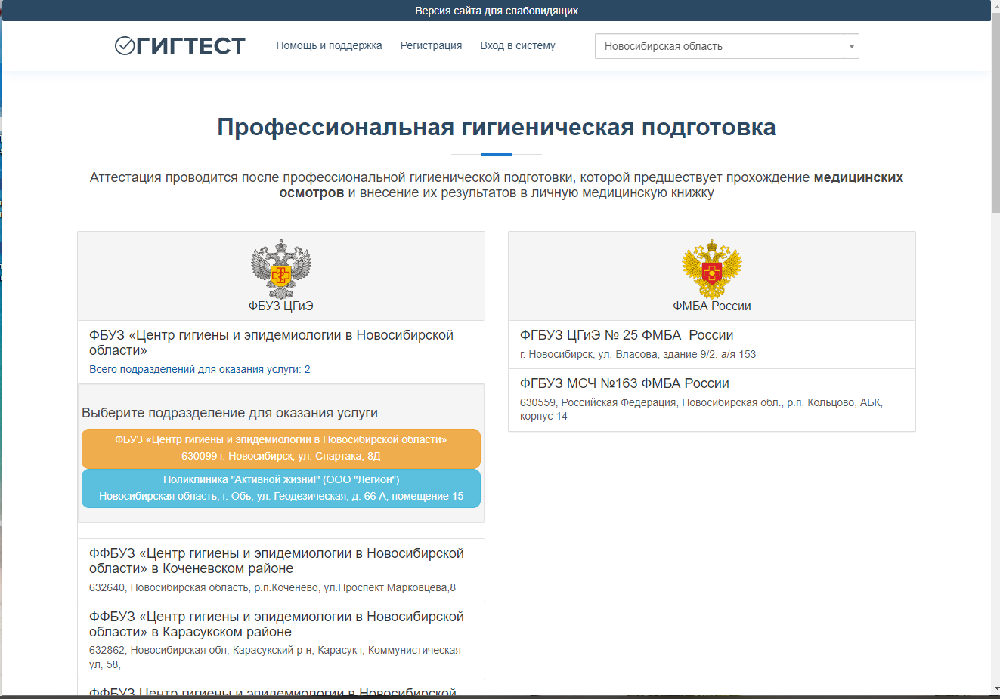 Версия сайта для слабовидящих
ГИГТЕСТ
Помощь и поддержка
Регистрация
Вход в систему
Новосибирская область
Профессиональная гигиеническая подготовка
Аттестация проводится после профессиональной гигиенической подготовки, которой предшествует прохождение медицинских
осмотров и внесение их результатов в личную медицинскую книжку
ФБУЗ ЦГиЭ
ФБУЗ «Центр гигиены и эпидемиологии в Новосибирской
области»
Всего подразделений для оказания услуги: 2
Выберите подразделение для оказания услуги
ФБУЗ «Центр гигиены и эпидемиологии в Новосибирской области»
630099 г. Новосибирск, ул. Спартака, 8Д
Поликлиника "Активной жизни!" (ООО "Легион")
Новосибирская область, г. Обь, ул. Геодезическая, д. 66 А, помещение 15
ФФБУЗ «Центр гигиены и эпидемиологии в Новосибирской
области» в Коченевском районе
632640, Новосибирская область, р.п.Коченево, ул.Проспект Марковцева,8
ФФБУЗ «Центр гигиены и эпидемиологии в Новосибирской
области» в Карасукском районе
632862, Новосибирская обл, Карасукский р-н, Карасук г, Коммунистическая
ул, 58,
ФФБУЗ Центр гигиены и эпидемиологии в Новосибирской
ФМБА России
ФГБУЗ ЦГиЭ № 25 ФМБА  России
г. Новосибирск, ул. Власова, здание 9/2, а/я 153
ФГБУЗ МСЧ №163 ФМБА России
630559, Российская Федерация, Новосибирская обл., р.п. Кольцово, АБК,
корпус 14